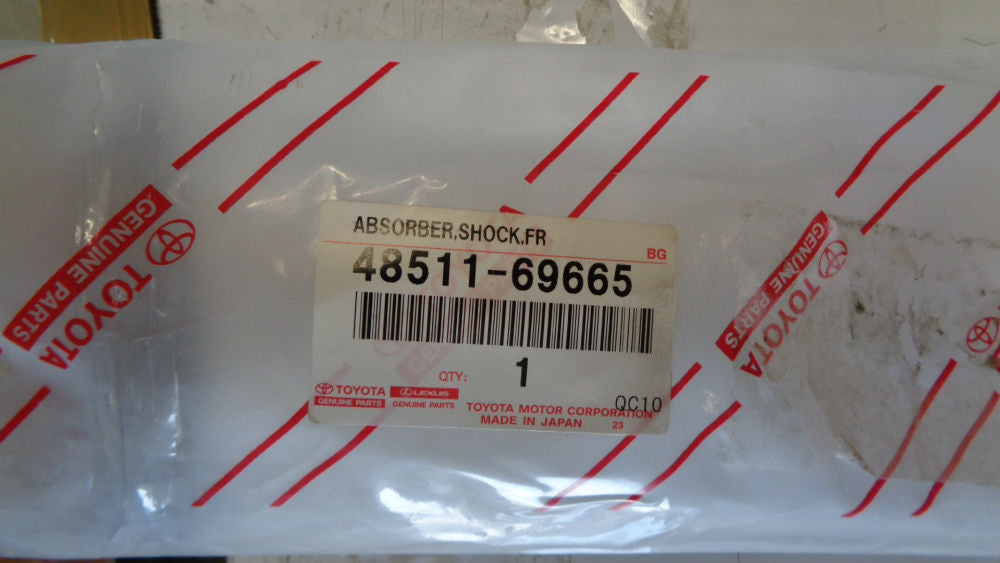 ABSORBER,SHOCK,FR
BG
48511-69665
QTY: 1
TOYOTA
GENUINE PARTS
LEXUS
GENUINE PARTS
QC10
TOYOTA MOTOR CORPORATION
MADE IN JAPAN 23
GENUINE PARTS
TOYOTA
GENUINE PARTS
TOYOTA